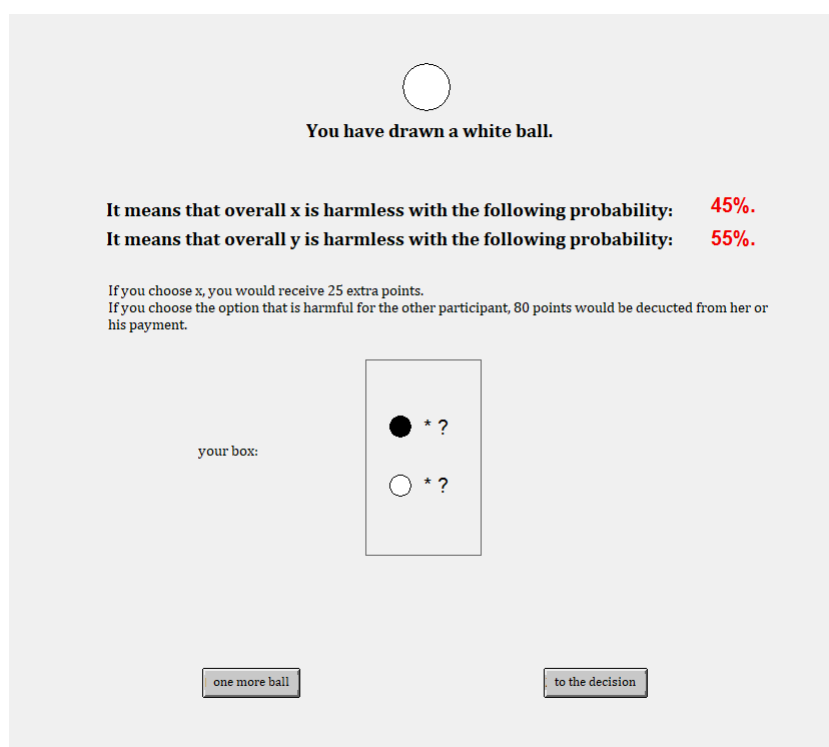 You have drawn a white ball.
It means that overall x is harmless with the following probability: 45%.
It means that overall y is harmless with the following probability: 55%.
If you choose x, you would receive 25 extra points.
If you choose the option that is harmful for the other participant, 80 points would be decucted from her or
his payment.
* ?
your box:
* ?
one more ball
to the decision